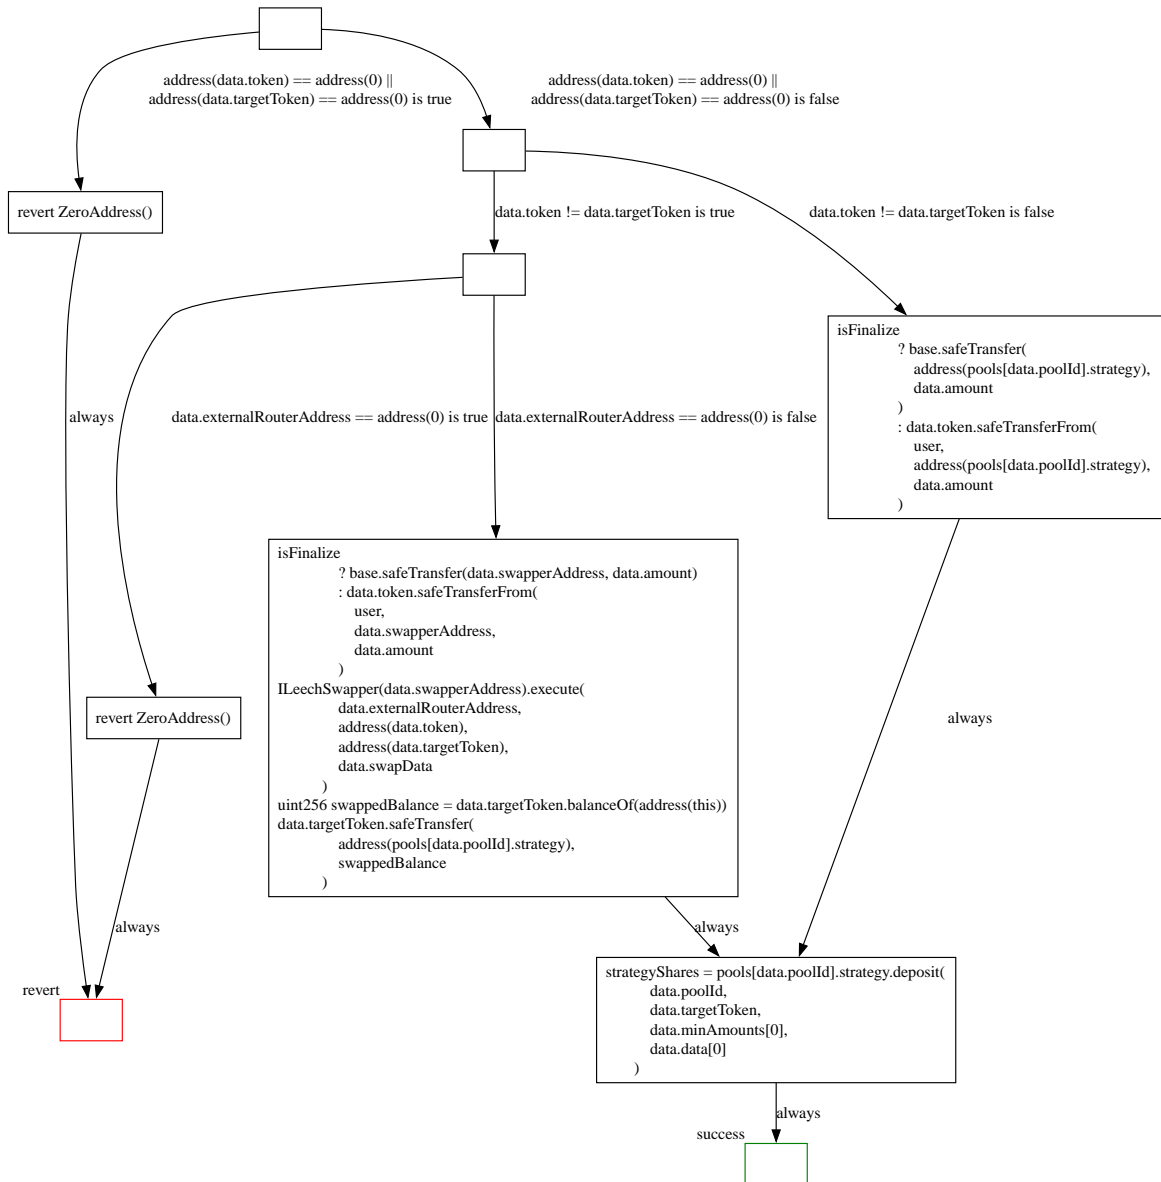 address(data.token) == address(0) ||
address(data.targetToken) == address(0) is true
address(data.token) == address(0) ||
address(data.targetToken) == address(0) is false
revert ZeroAddress()
data.token != data.targetToken is true
data.token != data.targetToken is false
isFinalize
? base.safeTransfer(
address(pools[data.poolId].strategy),
data.amount
)
: data.token.safeTransferFrom(
user,
address(pools[data.poolId].strategy),
data.amount
)
always
data.externalRouterAddress == address(0) is true
data.externalRouterAddress == address(0) is false
isFinalize
? base.safeTransfer(data.swapperAddress, data.amount)
: data.token.safeTransferFrom(
user,
data.swapperAddress,
data.amount
)
ILeechSwapper(data.swapperAddress).execute(
data.externalRouterAddress,
address(data.token),
address(data.targetToken),
data.swapData
)
uint256 swappedBalance = data.targetToken.balanceOf(address(this))
data.targetToken.safeTransfer(
address(pools[data.poolId].strategy),
swappedBalance
)
revert ZeroAddress()
always
always
always
revert
strategyShares = pools[data.poolId].strategy.deposit(
data.poolId,
data.targetToken,
data.minAmounts[0],
data.data[0]
)
always
success